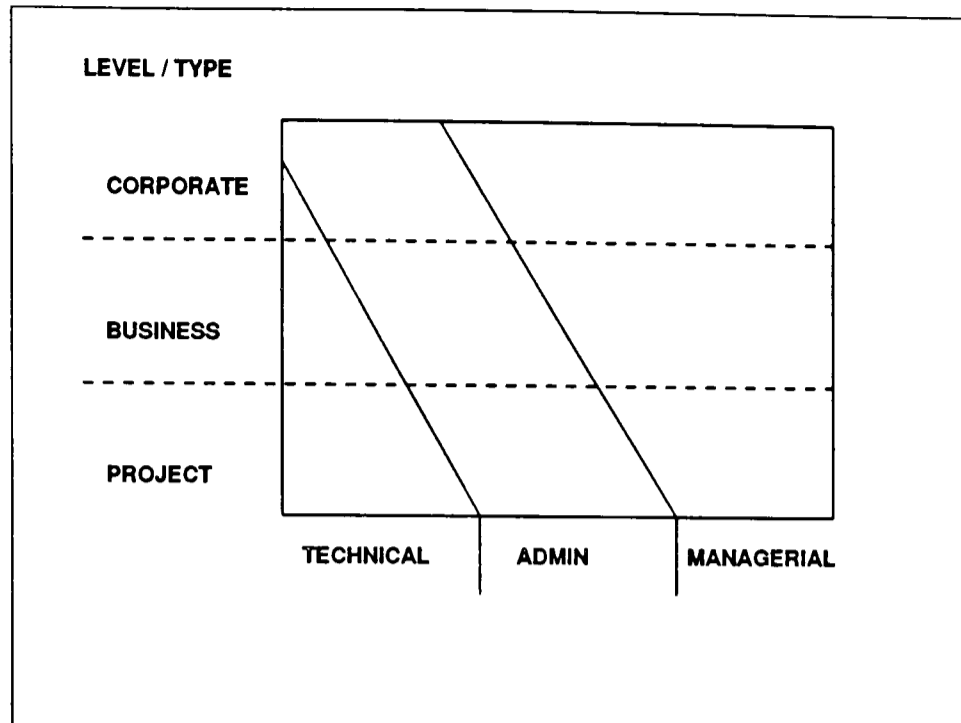 LEVEL / TYPE
CORPORATE
BUSINESS
PROJECT
TECHNICAL
ADMIN
MANAGERIAL